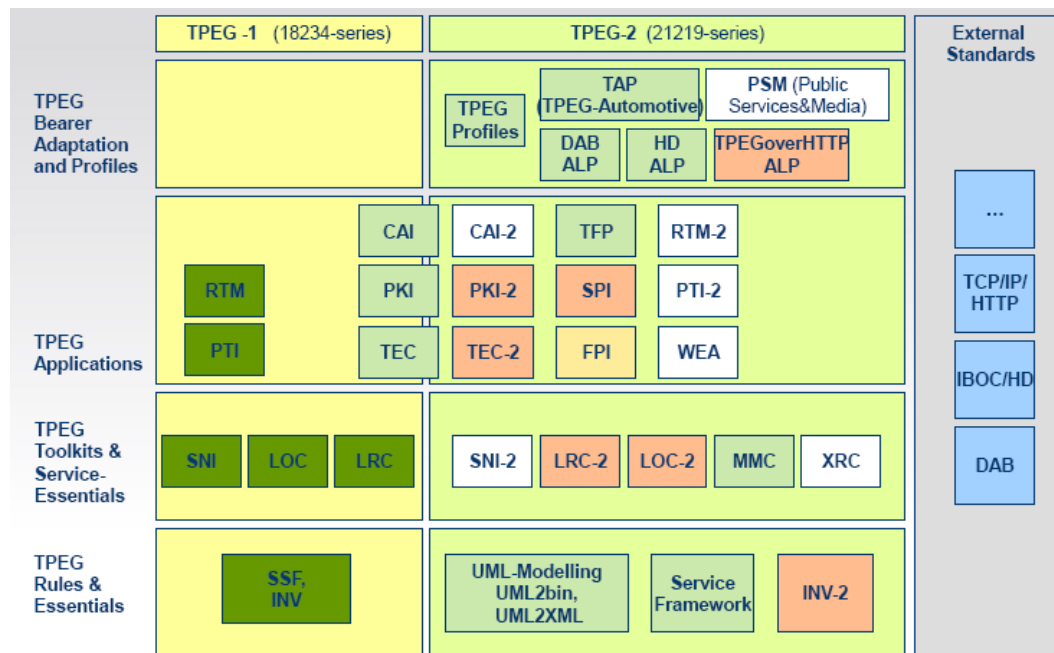 TPEG -1 (18234-series)
TPEG-2 (21219-series)
External
Standards
TPEG
Bearer
Adaptation
and Profiles
TPEG
Profiles
TAP
(TPEG-Automotive)
PSM (Public
Services&Media)
DAB
ALP
HD
ALP
TPEGoverHTTP
ALP
...
TCP/IP/
HTTP
IBOC/HD
DAB
TPEG
Applications
CAI
CAI-2
TFP
RTM-2
RTM
PKI
PKI-2
SPI
PTI-2
PTI
TEC
TEC-2
FPI
WEA
TPEG
Toolkits &
Service-
Essentials
SNI
LOC
LRC
SNI-2
LRC-2
LOC-2
MMC
XRC
TPEG
Rules &
Essentials
SSF,
INV
UML-Modelling
UML2bin,
UML2XML
Service
Framework
INV-2